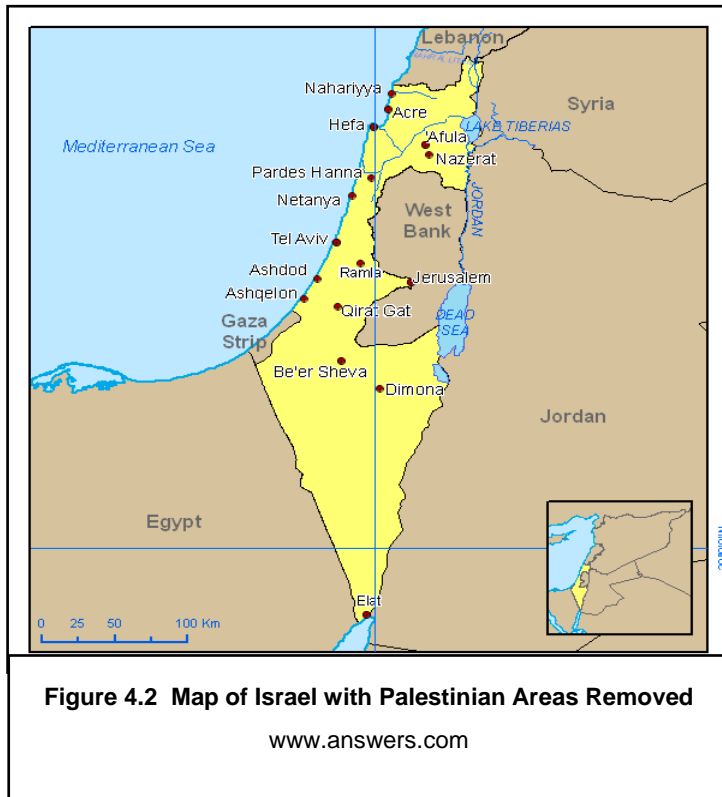 Lebanon
Nahariyya
Acre
Syria
Hefa
LAKE TIBERIAS
'Afula
Mediterranean Sea
Nazerat
Pardes Hanna
JORDAN
Netanya
West
Bank
Tel Aviv
Ramla
Jerusalem
Ashdod
Ashqelon
Qirat Gat
DEAD
SEA
Gaza
Strip
Be'er Sheva
Dimona
Jordan
Egypt
Elat
0 25 50 100 Km
Figure 4.2 Map of Israel with Palestinian Areas Removed
www.answers.com